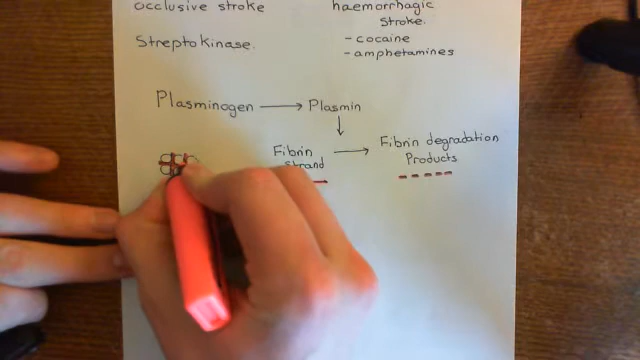 occlusive stroke
haemorrhagic
stroke.
- cocaine
- amphetamines
Streptokinase.
Plasminogen → Plasmin
↓
Fibrin strand → Fibrin degradation
Products